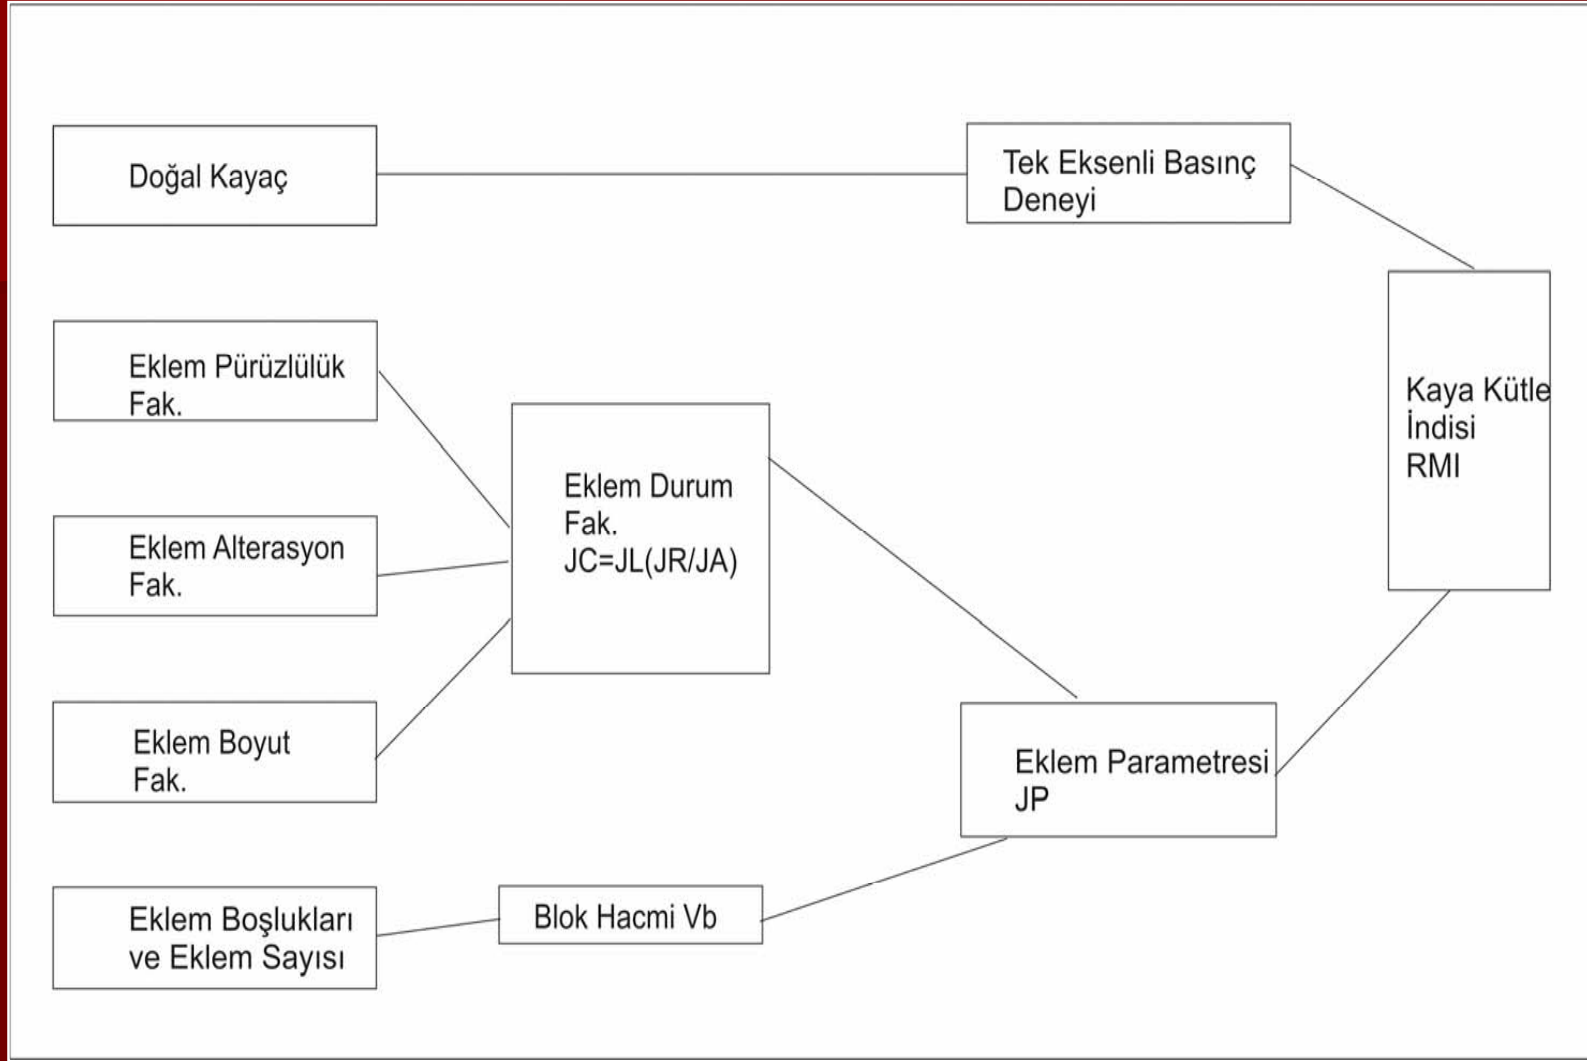 Doğal Kayaç
Tek Eksenli Basınç
Deneyi
Eklem Pürüzlülük
Fak.
Kaya Kütle
İndisi
RMI
Eklem Durum
Fak.
JC=JL(JR/JA)
Eklem Alterasyon
Fak.
Eklem Boyut
Fak.
Eklem Parametresi
JP
Eklem Boşlukları
ve Eklem Sayısı
Blok Hacmi Vb